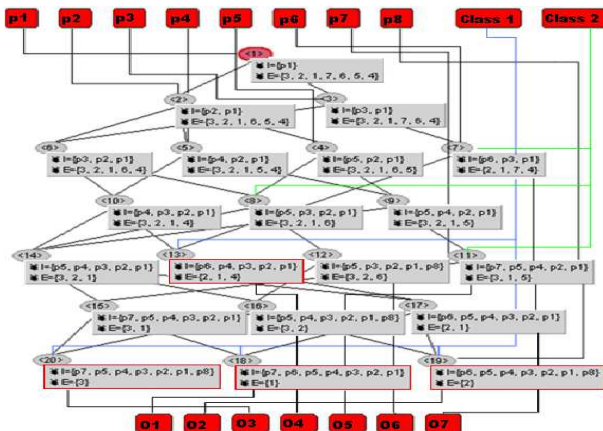 p1 p2 p3 p4 p5 p6 p7 p8 Class 1 Class 2
<1>
I={p1}
E={3, 2, 1, 7, 6, 5, 4}
<2>
I={p2, p1}
E={3, 2, 1, 6, 5, 4}
<3>
I={p3, p1}
E={3, 2, 1, 7, 6, 4}
<6>
I={p3, p2, p1}
E={3, 2, 1, 6, 4}
<5>
I={p4, p2, p1}
E={3, 2, 1, 5, 4}
<4>
I={p5, p2, p1}
E={3, 2, 1, 6, 5}
<7>
I={p6, p3, p1}
E={2, 1, 7, 4}
<10>
I={p4, p3, p2, p1}
E={3, 2, 1, 4}
<8>
I={p5, p3, p2, p1}
E={3, 2, 1, 6}
<9>
I={p5, p4, p2, p1}
E={3, 2, 1, 5}
<14>
I={p5, p4, p3, p2, p1}
E={3, 2, 1}
<13>
I={p6, p4, p3, p2, p1}
E={2, 1, 4}
<12>
I={p5, p3, p2, p1, p8}
E={3, 2, 6}
<11>
I={p7, p5, p4, p2, p1}
E={3, 1, 5}
<15>
I={p7, p5, p4, p3, p2, p1}
E={3, 1}
<16>
I={p5, p4, p3, p2, p1, p8}
E={3, 2}
<17>
I={p6, p5, p4, p3, p2, p1}
E={2, 1}
<20>
I={p7, p5, p4, p3, p2, p1, p8}
E={3}
<18>
I={p7, p6, p5, p4, p3, p2, p1}
E={1}
<19>
I={p6, p5, p4, p3, p2, p1, p8}
E={2}
O1 O2 O3 O4 O5 O6 O7